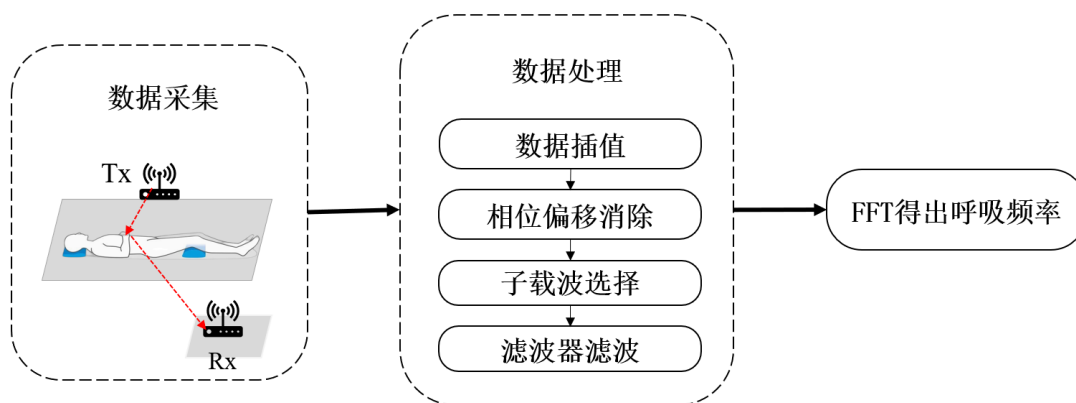 数据采集
Tx
Rx
数据处理
数据插值
相位偏移消除
子载波选择
滤波器滤波
FFT得出呼吸频率